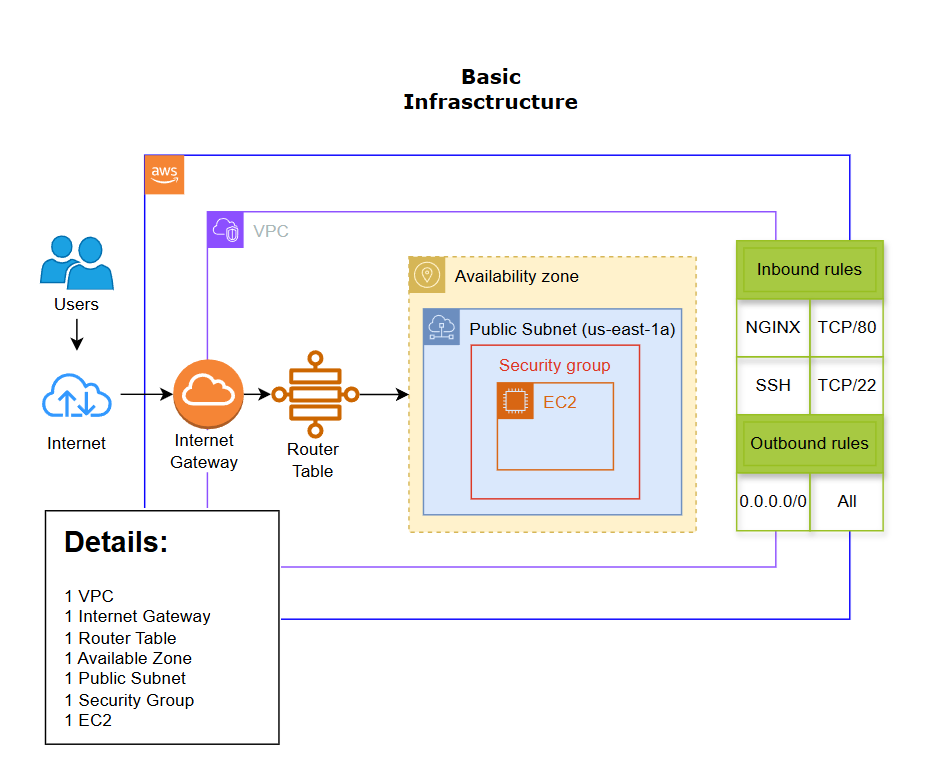 Basic
Infrasctructure
aws
VPC
Users
Internet
Internet
Gateway
Router
Table
Availability zone
Public Subnet (us-east-1a)
Security group
EC2
Inbound rules
NGINX TCP/80
SSH TCP/22
Outbound rules
0.0.0.0/0 All
Details:
1 VPC
1 Internet Gateway
1 Router Table
1 Available Zone
1 Public Subnet
1 Security Group
1 EC2